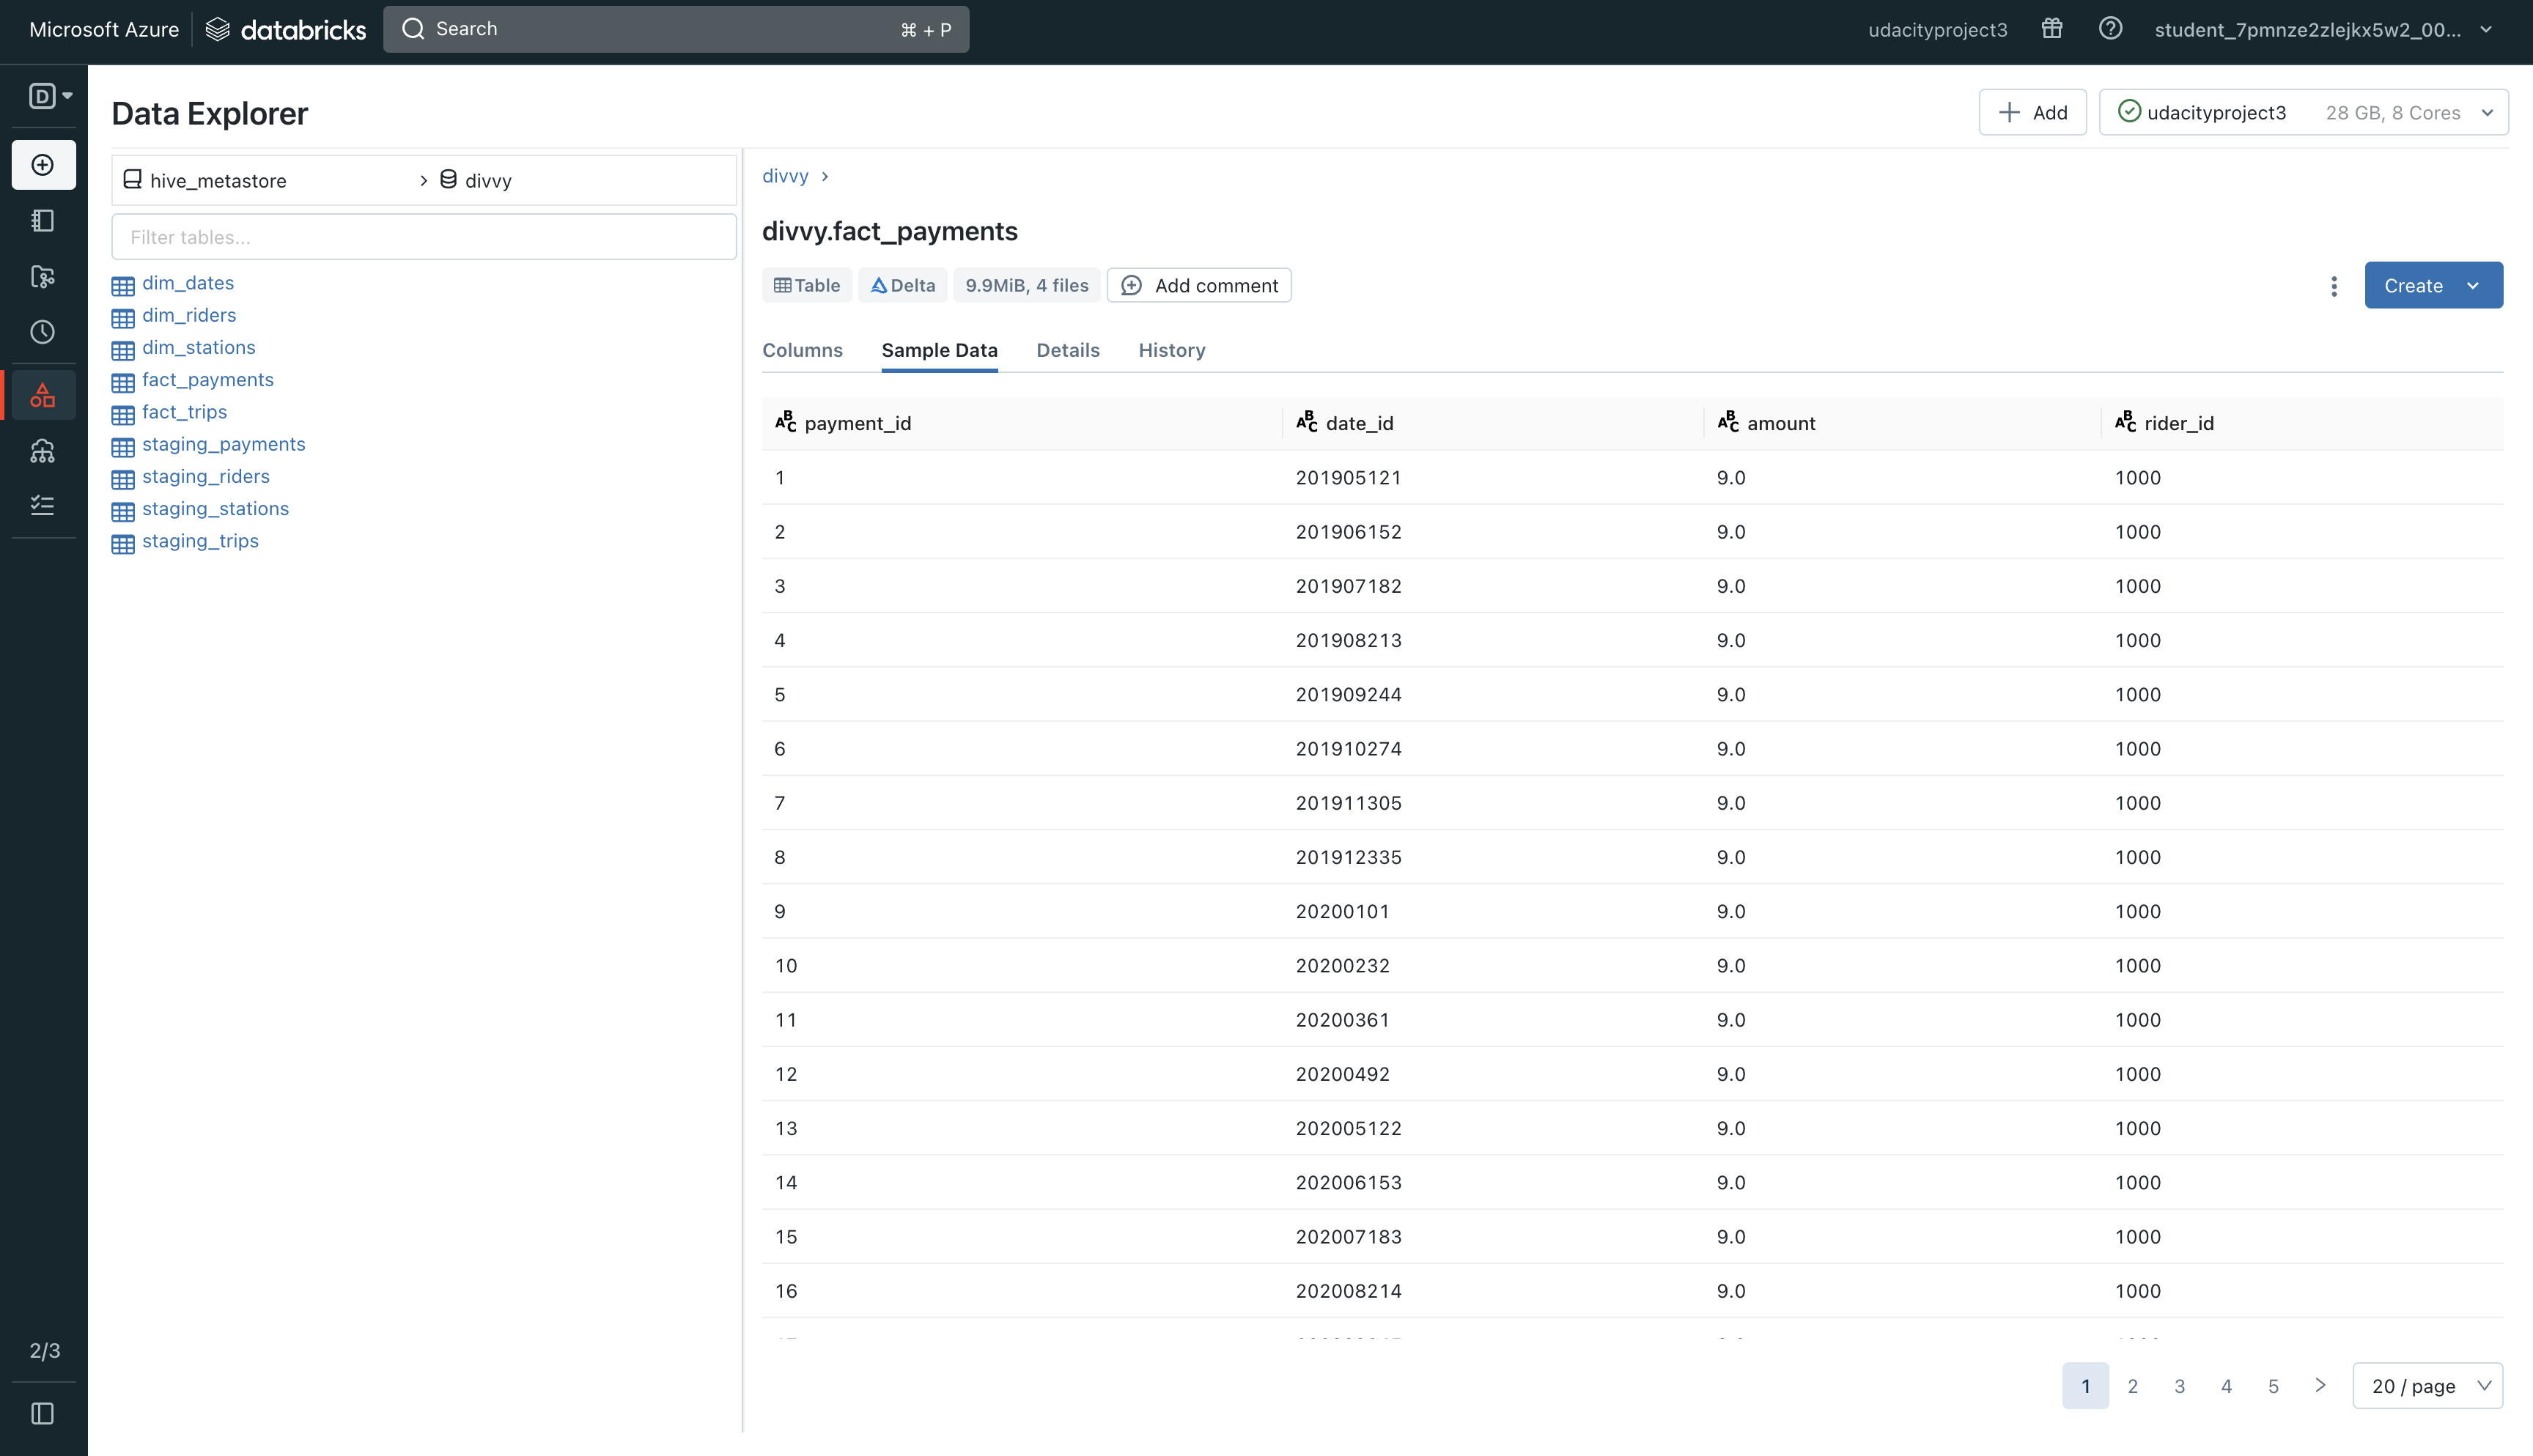 Microsoft Azure databricks Search ⌘ + P udacityproject3 student_7pmnze2zlejkx5w2_00...
D
Data Explorer
Add udacityproject3 28 GB, 8 Cores
hive_metastore > divvy
Filter tables...
dim_dates
dim_riders
dim_stations
fact_payments
fact_trips
staging_payments
staging_riders
staging_stations
staging_trips
divvy >
divvy.fact_payments
Table Delta 9.9MiB, 4 files Add comment
Create
Columns Sample Data Details History
ABC payment_id ABC date_id ABC amount ABC rider_id
1 201905121 9.0 1000
2 201906152 9.0 1000
3 201907182 9.0 1000
4 201908213 9.0 1000
5 201909244 9.0 1000
6 201910274 9.0 1000
7 201911305 9.0 1000
8 201912335 9.0 1000
9 20200101 9.0 1000
10 20200232 9.0 1000
11 20200361 9.0 1000
12 20200492 9.0 1000
13 202005122 9.0 1000
14 202006153 9.0 1000
15 202007183 9.0 1000
16 202008214 9.0 1000
1 2 3 4 5 > 20 / page
2/3